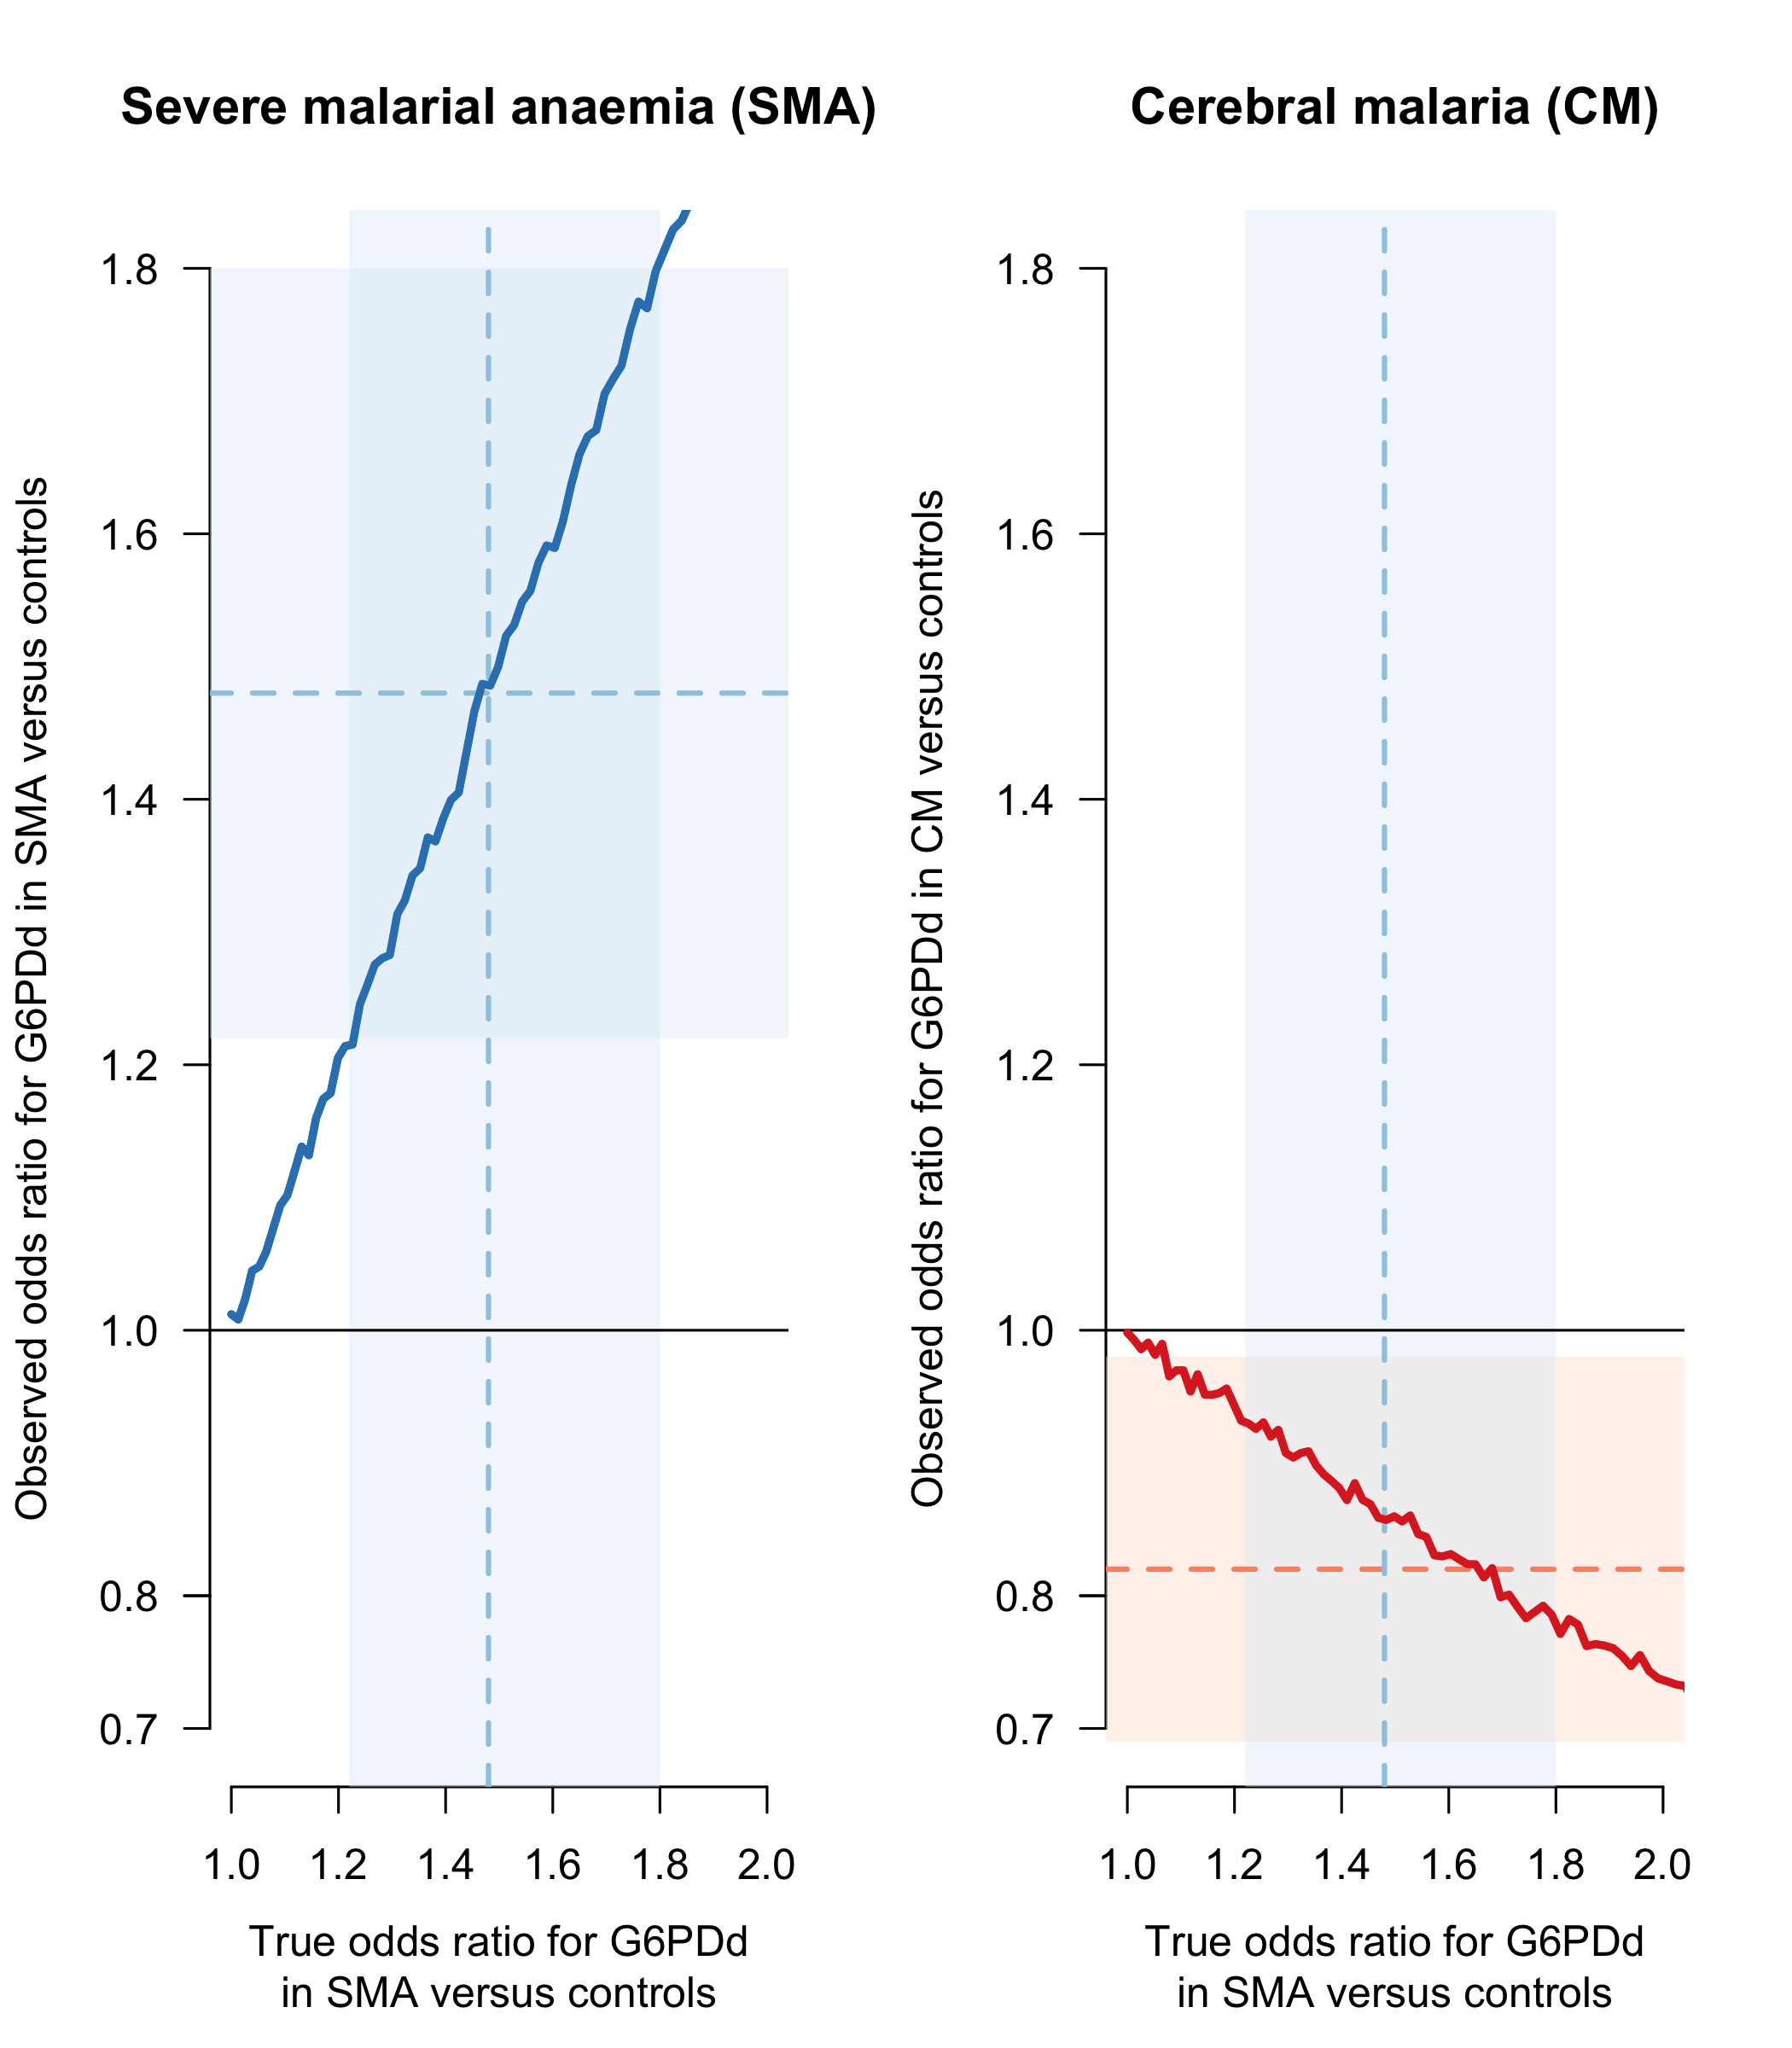 Severe malarial anaemia (SMA)
Observed odds ratio for G6PDd in SMA versus controls
1.8
1.6
1.4
1.2
1.0
0.8
0.7
1.0 1.2 1.4 1.6 1.8 2.0
True odds ratio for G6PDd
in SMA versus controls
Cerebral malaria (CM)
Observed odds ratio for G6PDd in CM versus controls
1.8
1.6
1.4
1.2
1.0
0.8
0.7
1.0 1.2 1.4 1.6 1.8 2.0
True odds ratio for G6PDd
in SMA versus controls